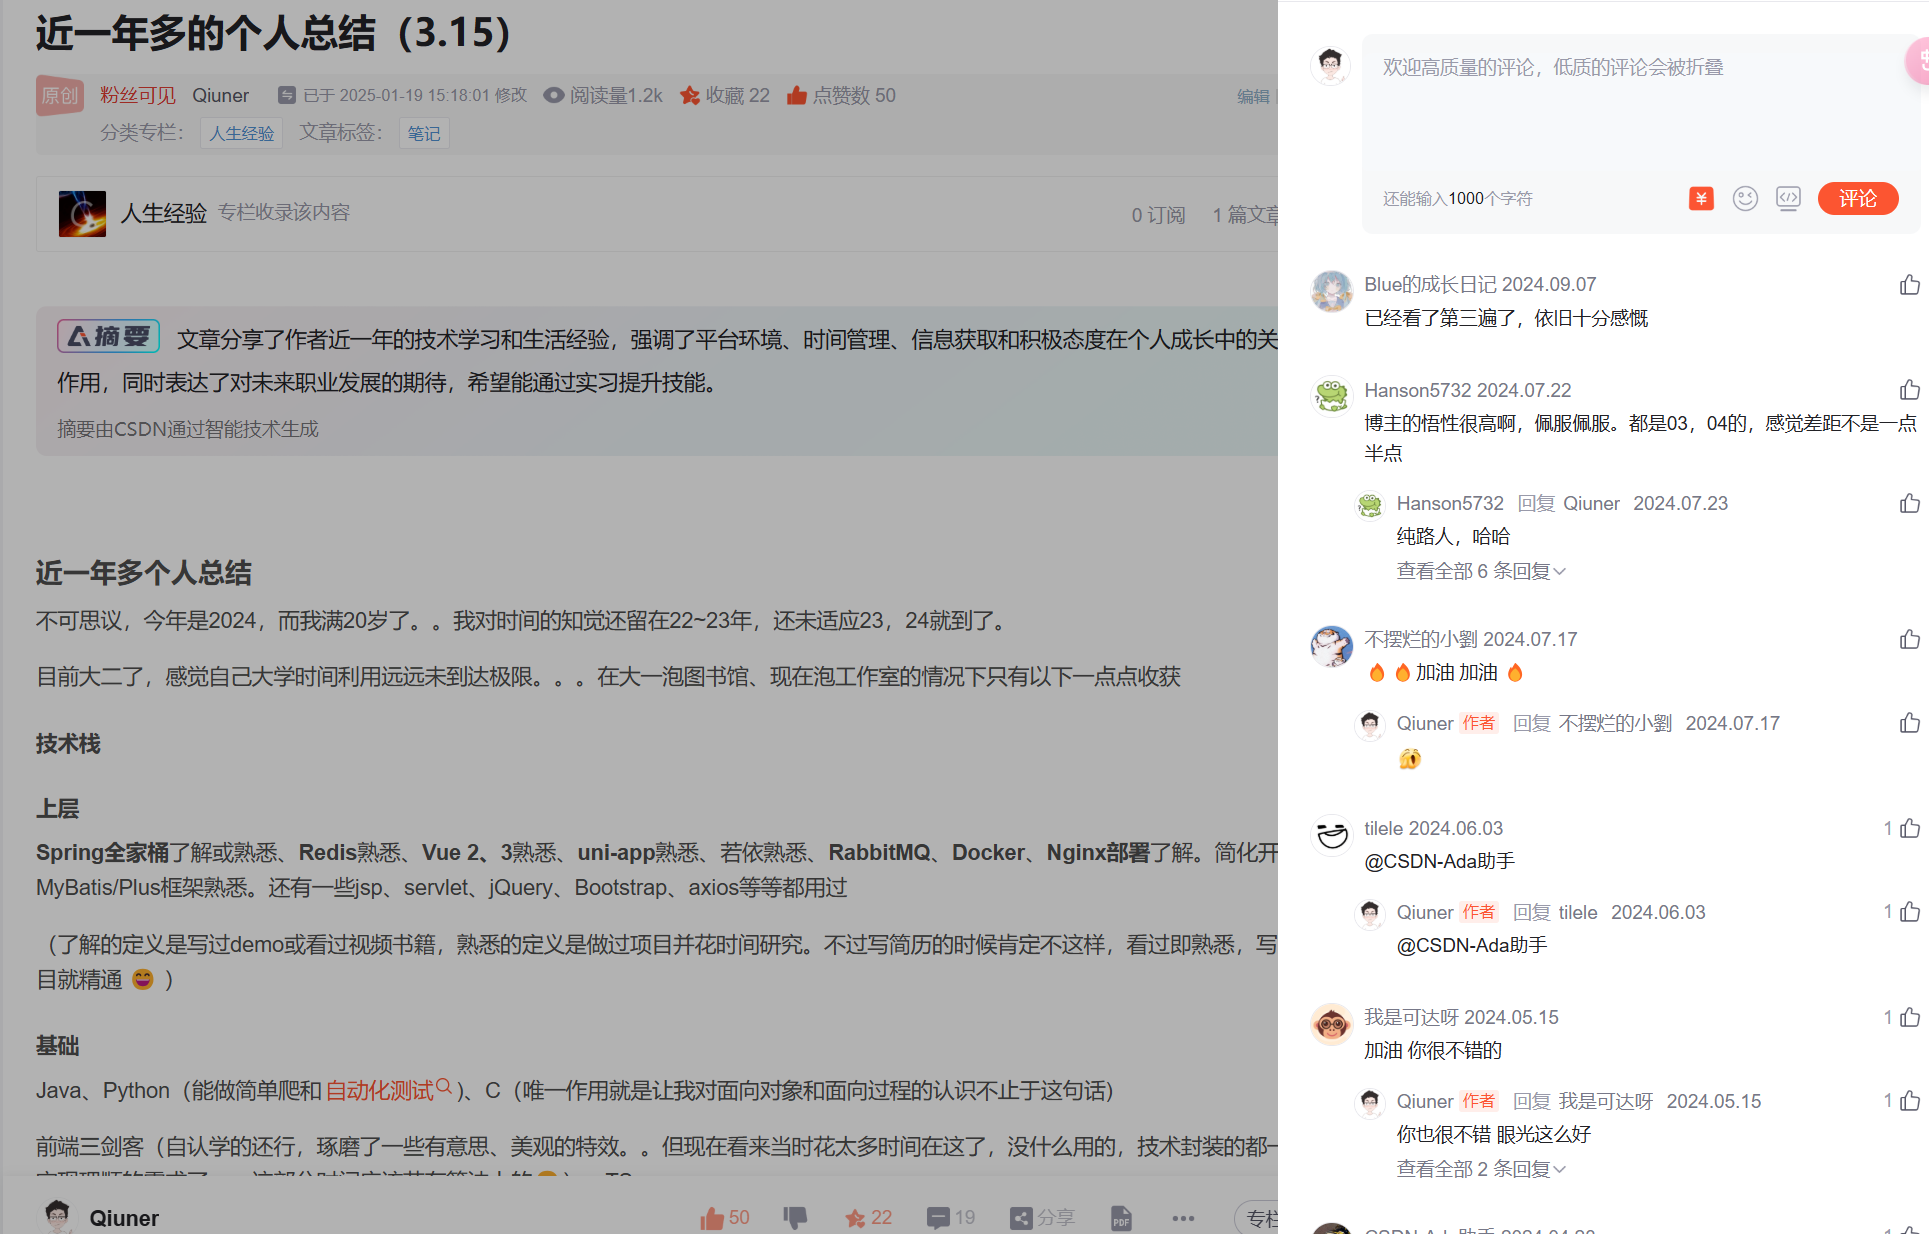 近一年多的个人总结（3.15）
原创 粉丝可见 Qiuner 已于 2025-01-19 15:18:01 修改 阅读量1.2k 收藏 22 点赞数 50 编辑
分类专栏： 人生经验 文章标签： 笔记
人生经验 专栏收录该内容 0 订阅 1 篇文章
摘要 文章分享了作者近一年的技术学习和生活经验，强调了平台环境、时间管理、信息获取和积极态度在个人成长中的关
作用，同时表达了对未来职业发展的期待，希望能通过实习提升技能。
摘要由CSDN通过智能技术生成
近一年多个人总结
不可思议，今年是2024，而我满20岁了。。我对时间的知觉还留在22~23年，还未适应23，24就到了。
目前大二了，感觉自己大学时间利用远远未到达极限。。。在大一泡图书馆、现在泡工作室的情况下只有以下一点点收获
技术栈
上层
Spring全家桶了解或熟悉、Redis熟悉、Vue 2、3熟悉、uni-app熟悉、若依熟悉、RabbitMQ、Docker、Nginx部署了解。简化开
MyBatis/Plus框架熟悉。还有一些jsp、servlet、jQuery、Bootstrap、axios等等都用过
（了解的定义是写过demo或看过视频书籍，熟悉的定义是做过项目并花时间研究。不过写简历的时候肯定不这样，看过即熟悉，写
目就精通 😄 ）
基础
Java、Python（能做简单爬和自动化测试）、C（唯一作用就是让我对面向对象和面向过程的认识不止于这句话）
前端三剑客（自认学的还行，琢磨了一些有意思、美观的特效。。但现在看来当时花太多时间在这了，没什么用的，技术封装的都一
Qiuner 50 22 19 分享 PDF 专栏
欢迎高质量的评论，低质的评论会被折叠
还能输入1000个字符 ¥ 评论
Blue的成长日记 2024.09.07
已经看了第三遍了，依旧十分感慨
Hanson5732 2024.07.22
博主的悟性很高啊，佩服佩服。都是03，04的，感觉差距不是一点
半点
Hanson5732 回复 Qiuner 2024.07.23
纯路人，哈哈
查看全部 6 条回复
不摆烂的小劉 2024.07.17
🔥🔥加油 加油 🔥
Qiuner 作者 回复 不摆烂的小劉 2024.07.17
tilele 2024.06.03 1
@CSDN-Ada助手
Qiuner 作者 回复 tilele 2024.06.03 1
@CSDN-Ada助手
我是可达呀 2024.05.15 1
加油 你很不错的
Qiuner 作者 回复 我是可达呀 2024.05.15 1
你也很不错 眼光这么好
查看全部 2 条回复